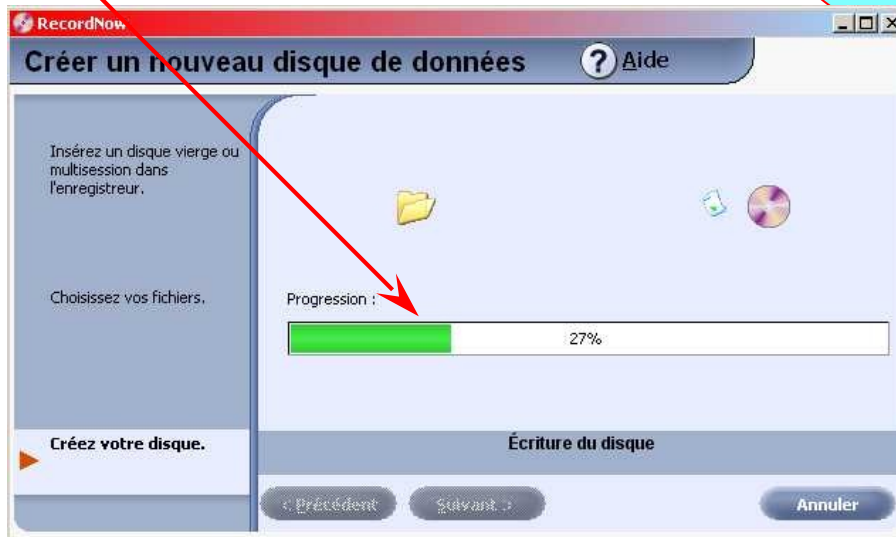 RecordNow
Créer un nouveau disque de données
? Aide
Insérez un disque vierge ou
multisession dans
l'enregistreur.
Choisissez vos fichiers.
Progression :
27%
Créez votre disque.
Écriture du disque
< Précédent
Suivant >
Annuler